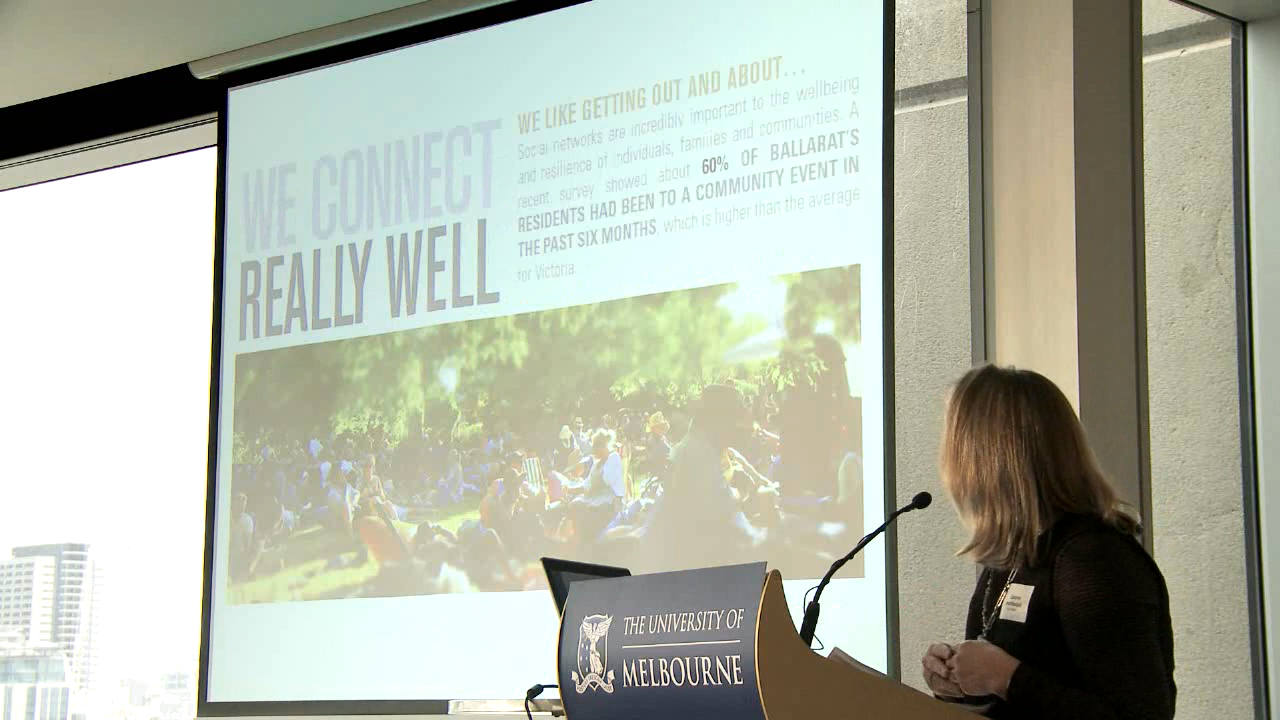 WE CONNECT
REALLY WELL
WE LIKE GETTING OUT AND ABOUT...
Social networks are incredibly important to the wellbeing
and resilience of individuals, families and communities. A
recent survey showed about 60% OF BALLARAT'S
RESIDENTS HAD BEEN TO A COMMUNITY EVENT IN
THE PAST SIX MONTHS, which is higher than the average
for Victoria.
THE UNIVERSITY OF
MELBOURNE